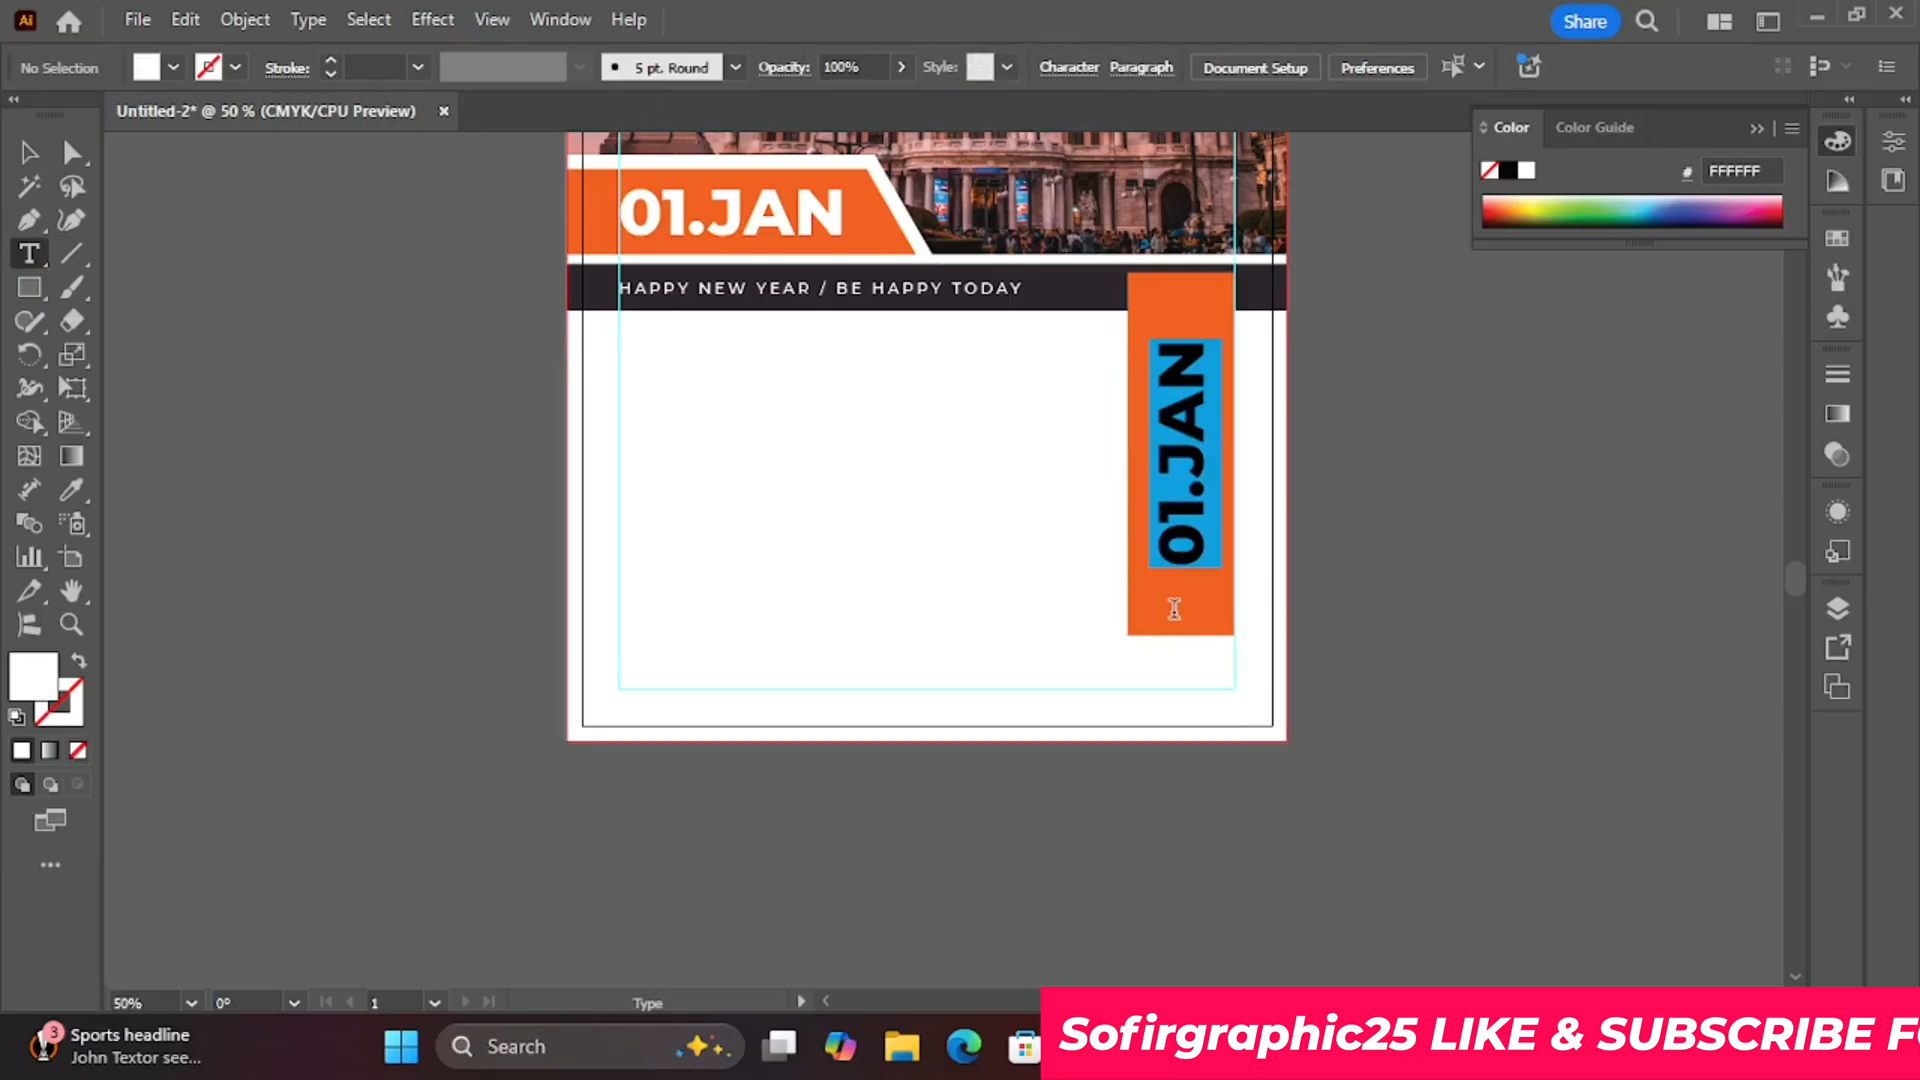 Ai File Edit Object Type Select Effect View Window Help Share
No Selection Stroke: 5 pt. Round Opacity: 100% Style: Character Paragraph Document Setup Preferences
Untitled-2* @ 50 % (CMYK/CPU Preview)
Color Color Guide
# FFFFFF
01.JAN
HAPPY NEW YEAR / BE HAPPY TODAY
01.JAN
50% 0° 1 Type
3 Sports headline
John Textor see...
Search
Sofirgraphic25 LIKE & SUBSCRIBE F